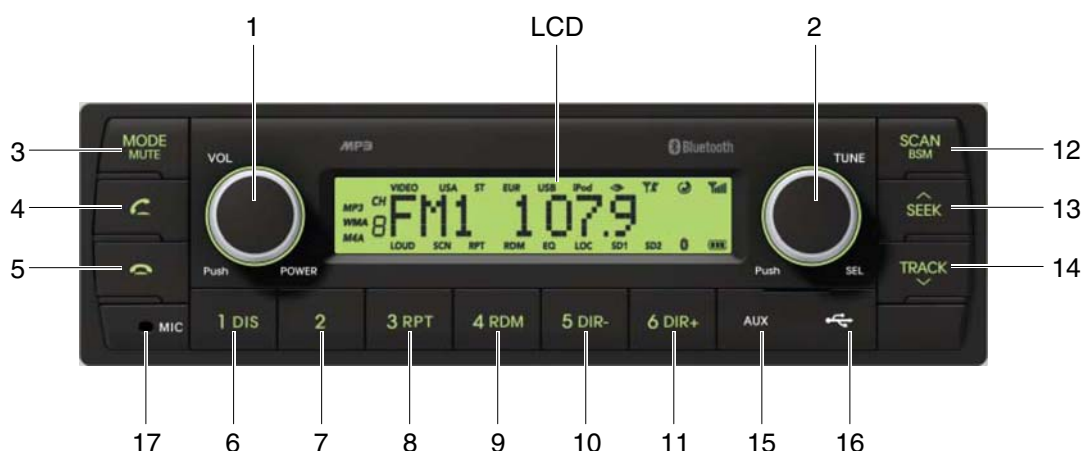 1 LCD 2
3 MODE MUTE
VOL
MP3
Bluetooth
TUNE
SCAN BSM 12
4
VIDEO USA ST EUR USB iPod
MP3 CH
WMA 8 FM1 107.9
M4A
LOUD SCN RPT RDM EQ LOC SD1 SD2
SEEK 13
5
Push POWER
Push SEL
TRACK 14
MIC
1 DIS
2
3 RPT
4 RDM
5 DIR-
6 DIR+
AUX
17 6 7 8 9 10 11 15 16